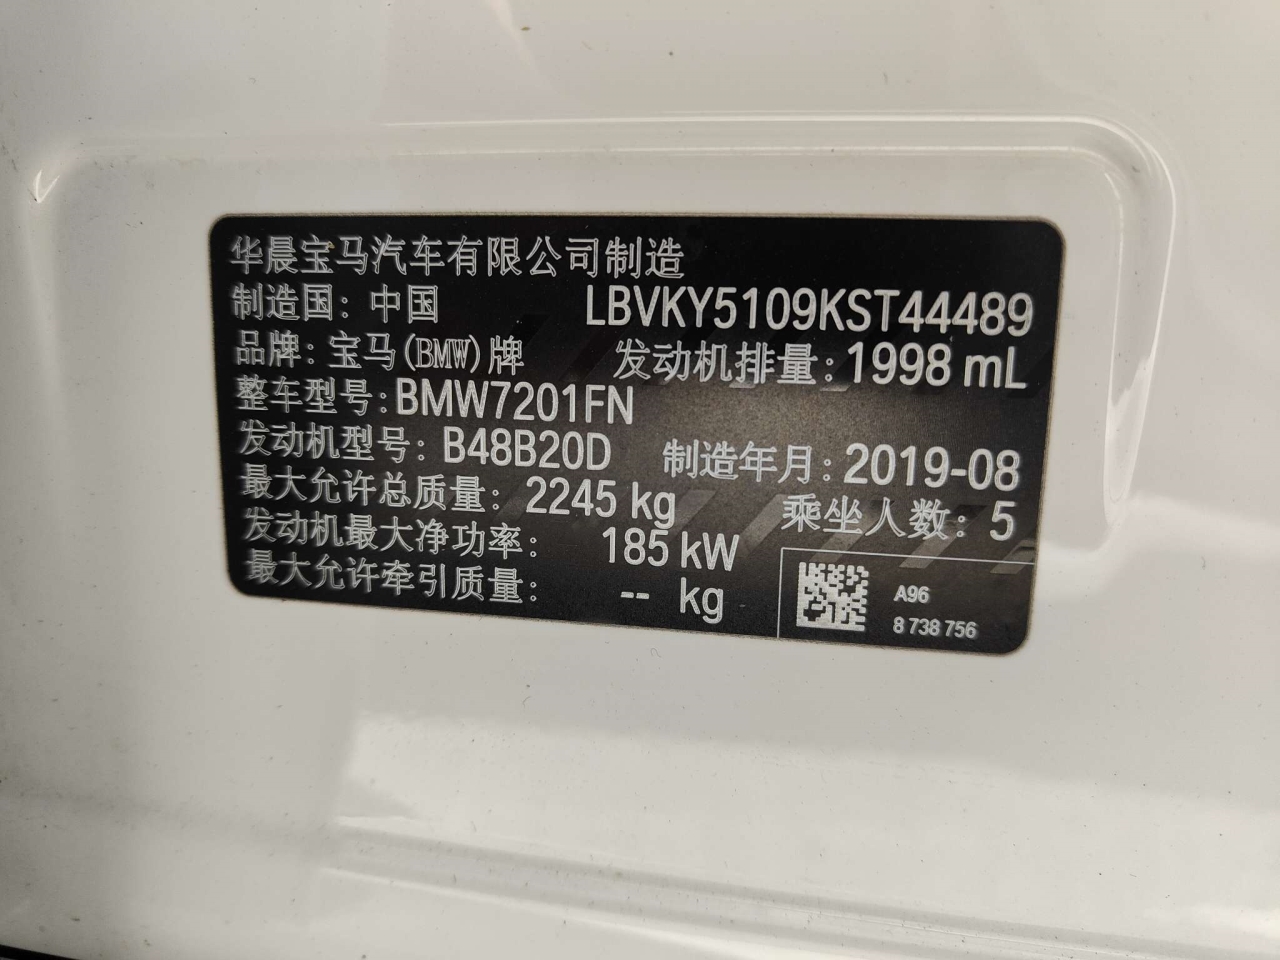 华晨宝马汽车有限公司制造
制造国：中国 LBVKY5109KST44489
品牌：宝马(BMW)牌 发动机排量：1998 mL
整车型号：BMW7201FN
发动机型号：B48B20D 制造年月：2019-08
最大允许总质量：2245 kg 乘坐人数：5
发动机最大净功率：185 kW
最大允许牵引质量：-- kg
A96
8 738 756